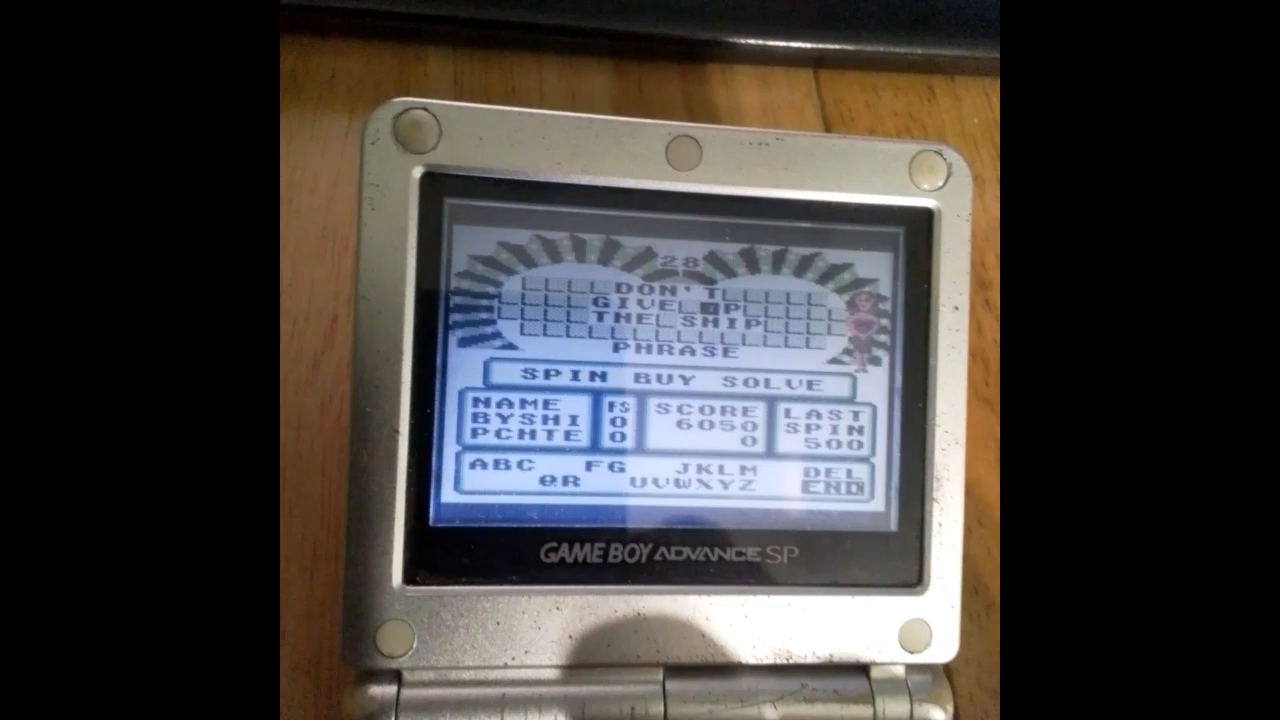 28
DON'T
GIVE P
THE SHIP
PHRASE
SPIN BUY SOLVE
NAME FS SCORE LAST
BYSHI 0 6050 SPIN
PCHTE 0 0 500
ABC FG JKLM DEL
QR UVWXYZ END
GAME BOY ADVANCE SP